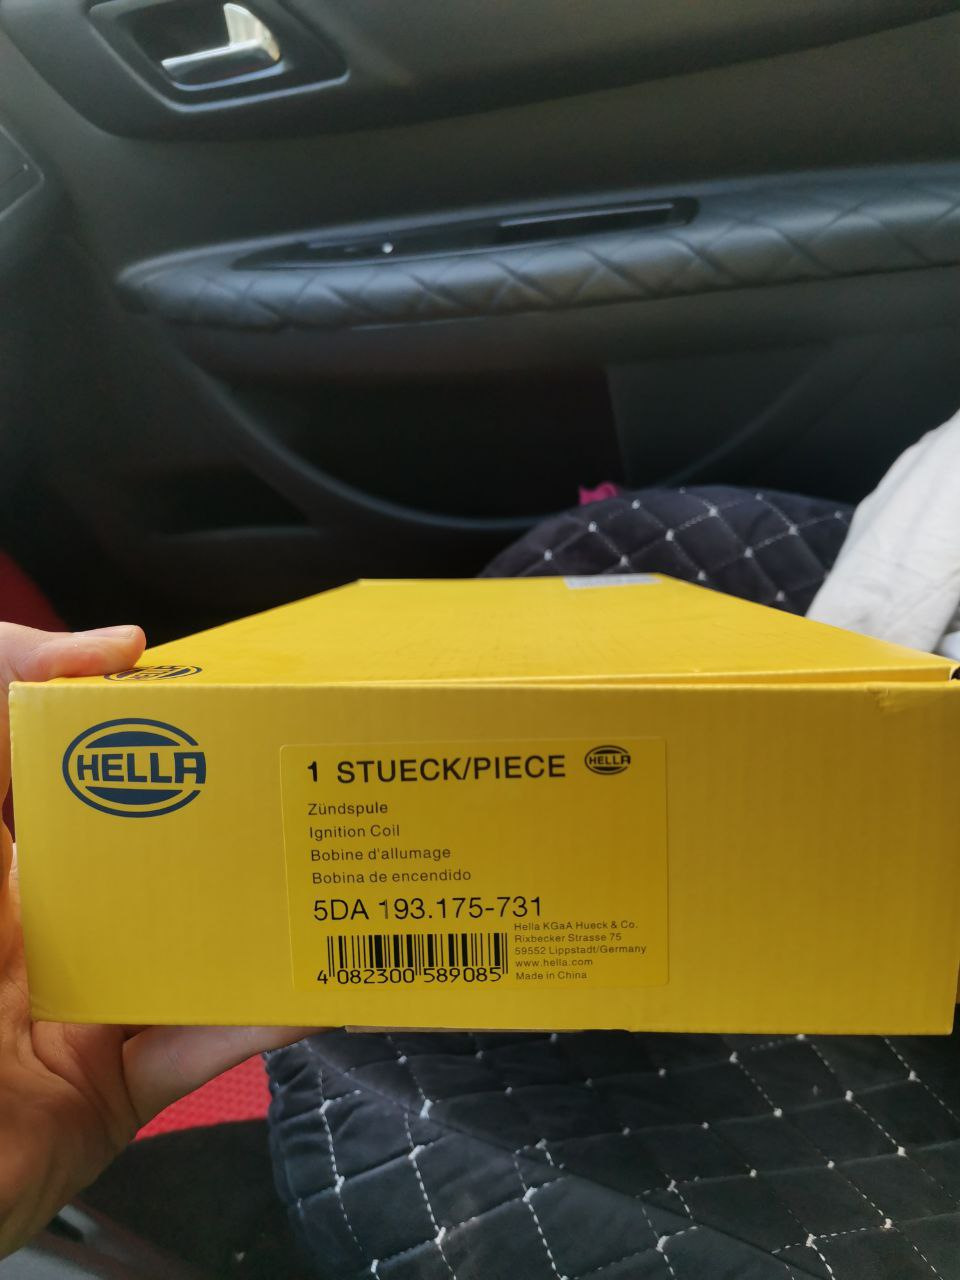 HELLA
1 STUECK/PIECE HELLA
Zündspule
Ignition Coil
Bobine d'allumage
Bobina de encendido
5DA 193.175-731
Hella KGaA Hueck & Co.
Rixbecker Strasse 75
59552 Lippstadt/Germany
www.hella.com
Made in China
4 082300 589085